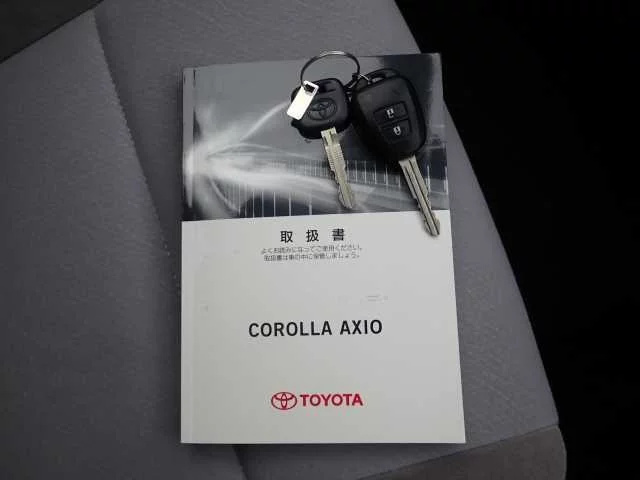 取扱書
よくお読みになってご使用ください。
取扱書は車の中に保管しましょう。
COROLLA AXIO
TOYOTA